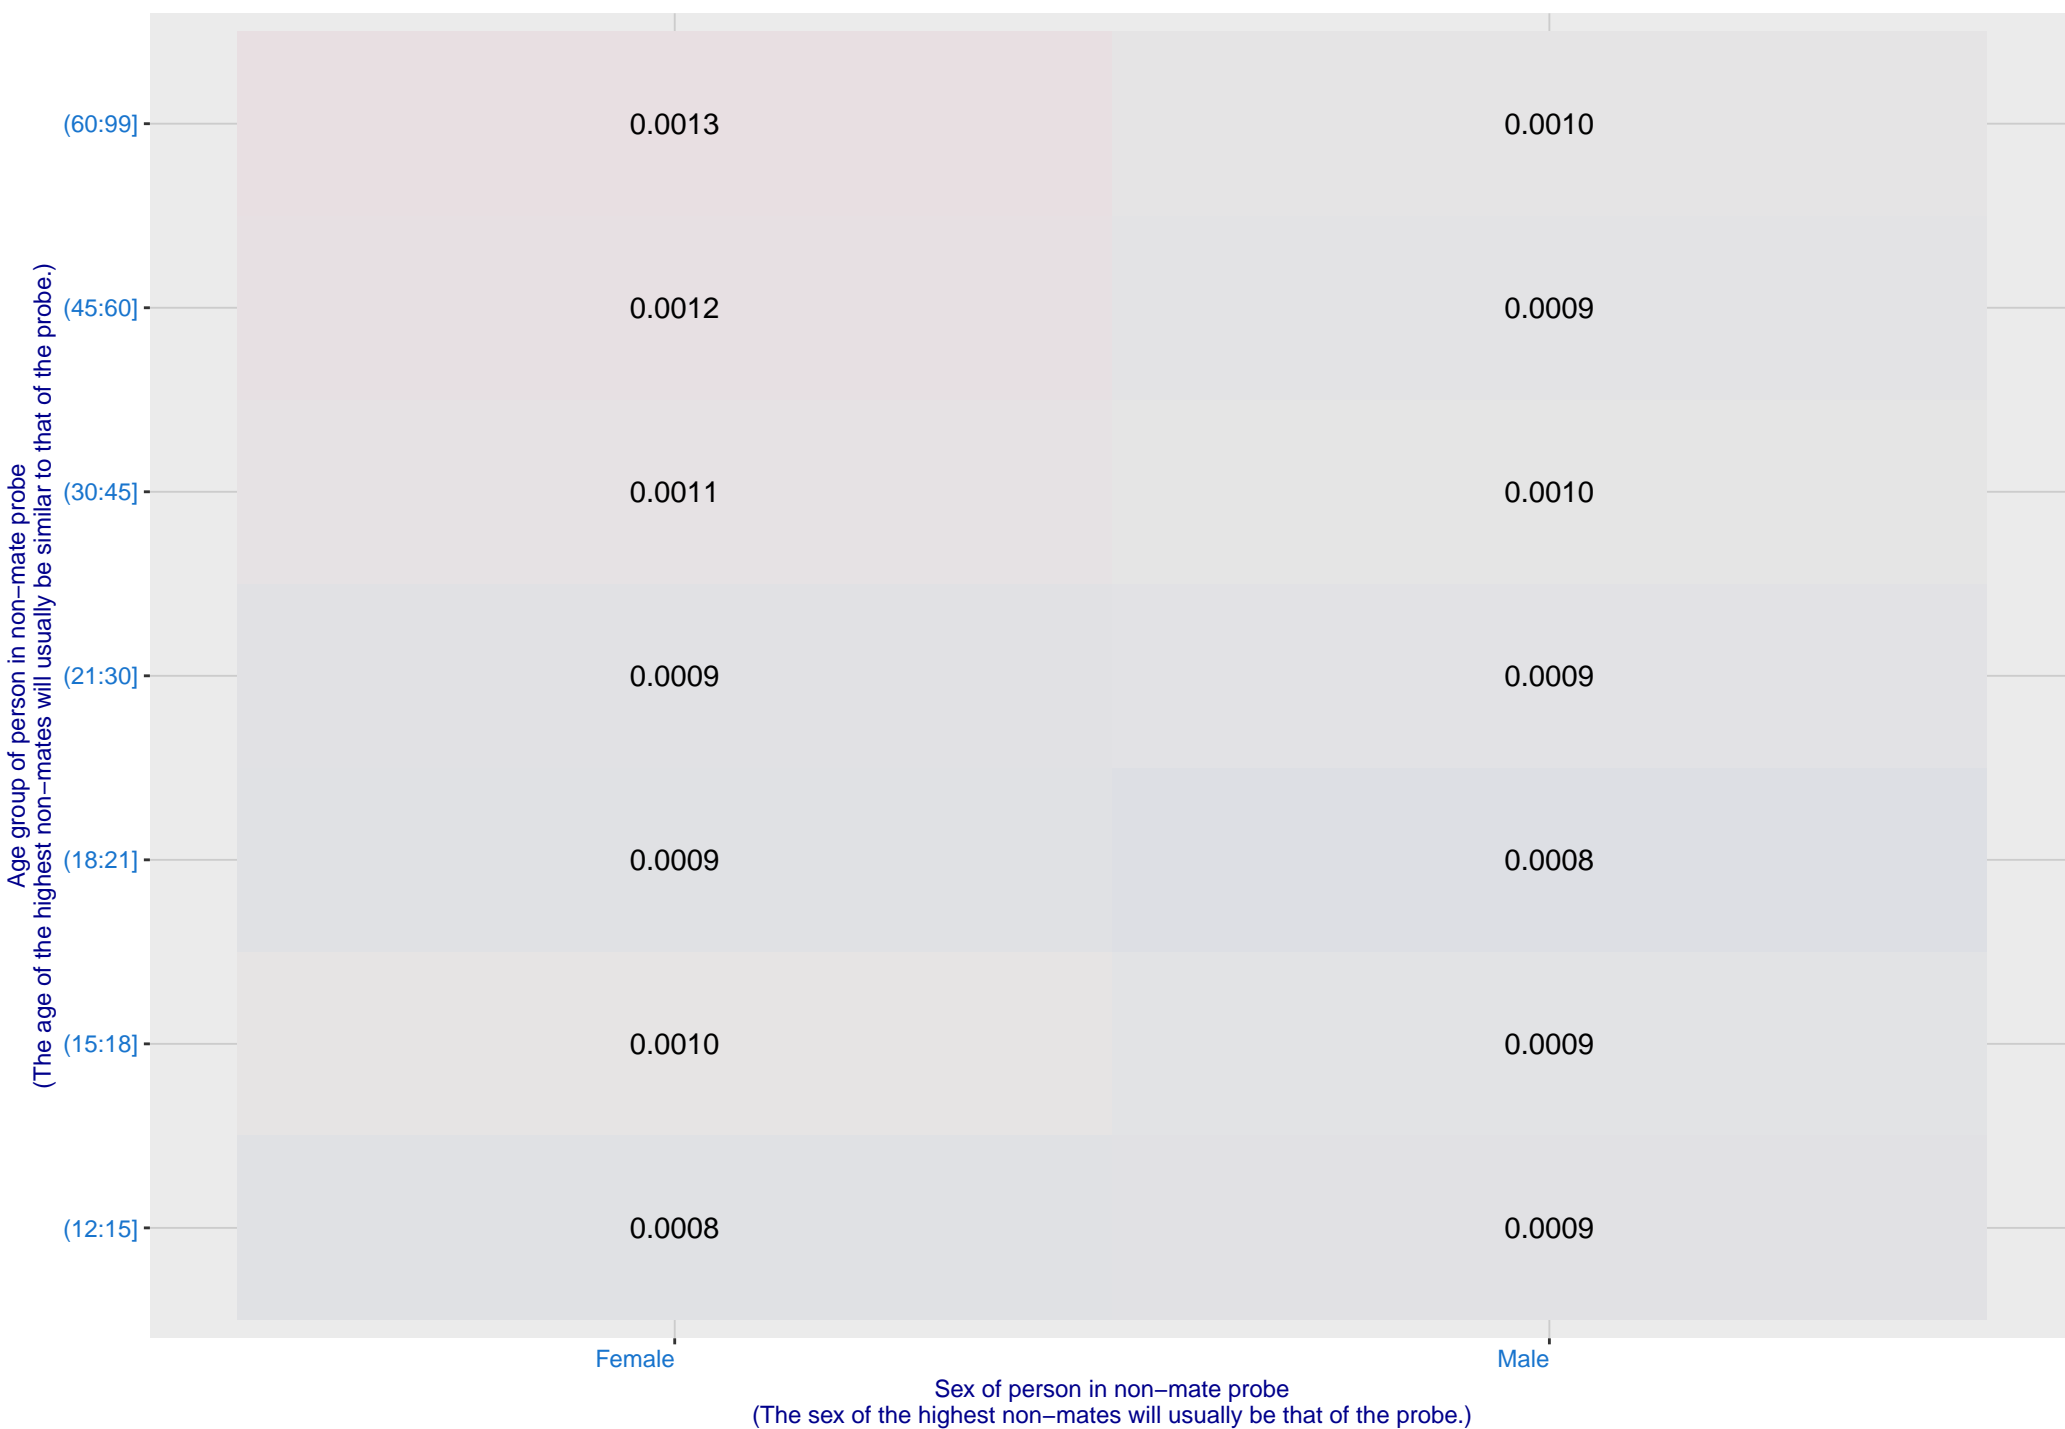 Age group of person in non−mate probe
(The age of the highest non−mates will usually be similar to that of the probe.)
(60:99] 0.0013 0.0010
(45:60] 0.0012 0.0009
(30:45] 0.0011 0.0010
(21:30] 0.0009 0.0009
(18:21] 0.0009 0.0008
(15:18] 0.0010 0.0009
(12:15] 0.0008 0.0009
Female Male
Sex of person in non−mate probe
(The sex of the highest non−mates will usually be that of the probe.)